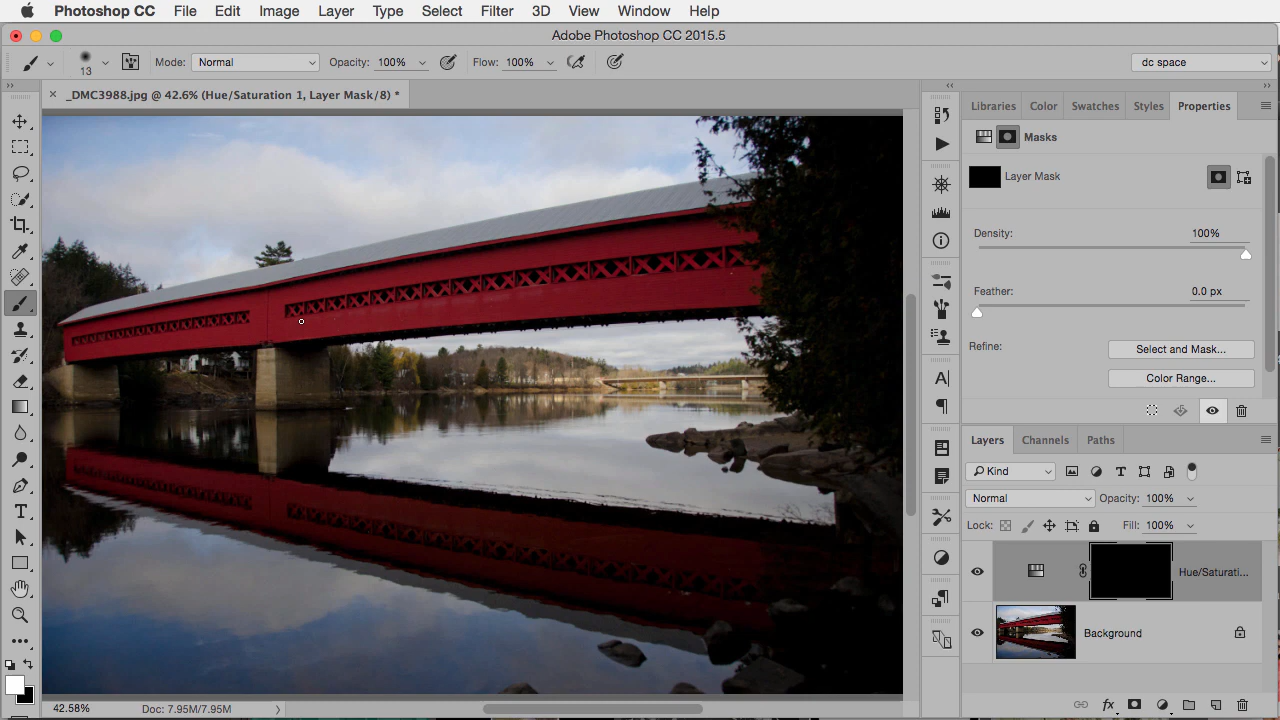 Photoshop CC File Edit Image Layer Type Select Filter 3D View Window Help
Adobe Photoshop CC 2015.5
13 Mode: Normal Opacity: 100% Flow: 100% dc space
× _DMC3988.jpg @ 42.6% (Hue/Saturation 1, Layer Mask/8) *
Libraries Color Swatches Styles Properties
Masks
Layer Mask
Density: 100%
Feather: 0.0 px
Refine: Select and Mask...
Color Range...
Layers Channels Paths
Kind
Normal Opacity: 100%
Lock: Fill: 100%
Hue/Saturati...
Background
42.58% Doc: 7.95M/7.95M